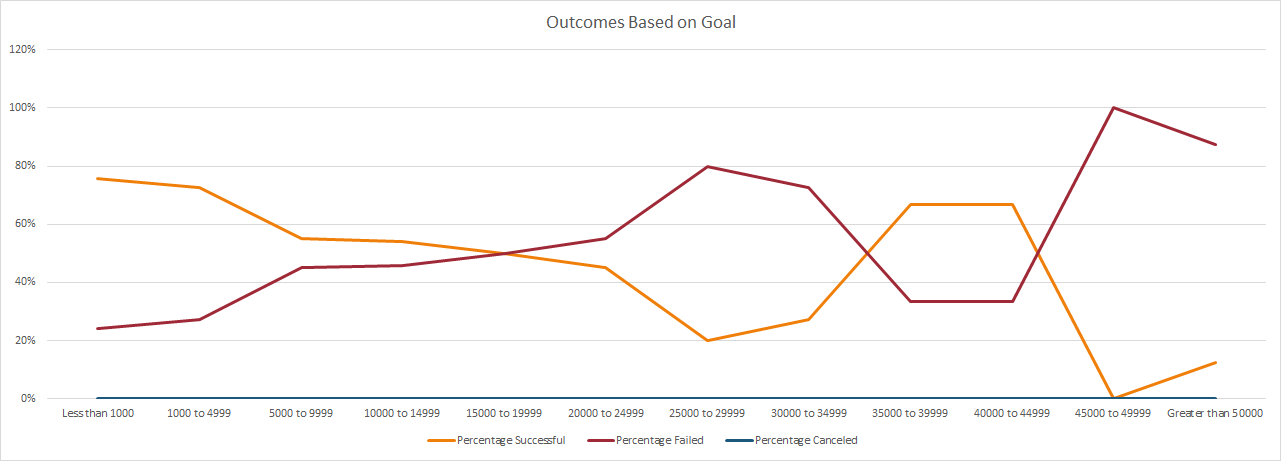 Outcomes Based on Goal
120%
100%
80%
60%
40%
20%
0%
Less than 1000 1000 to 4999 5000 to 9999 10000 to 14999 15000 to 19999 20000 to 24999 25000 to 29999 30000 to 34999 35000 to 39999 40000 to 44999 45000 to 49999 Greater than 50000
Percentage Successful Percentage Failed Percentage Canceled